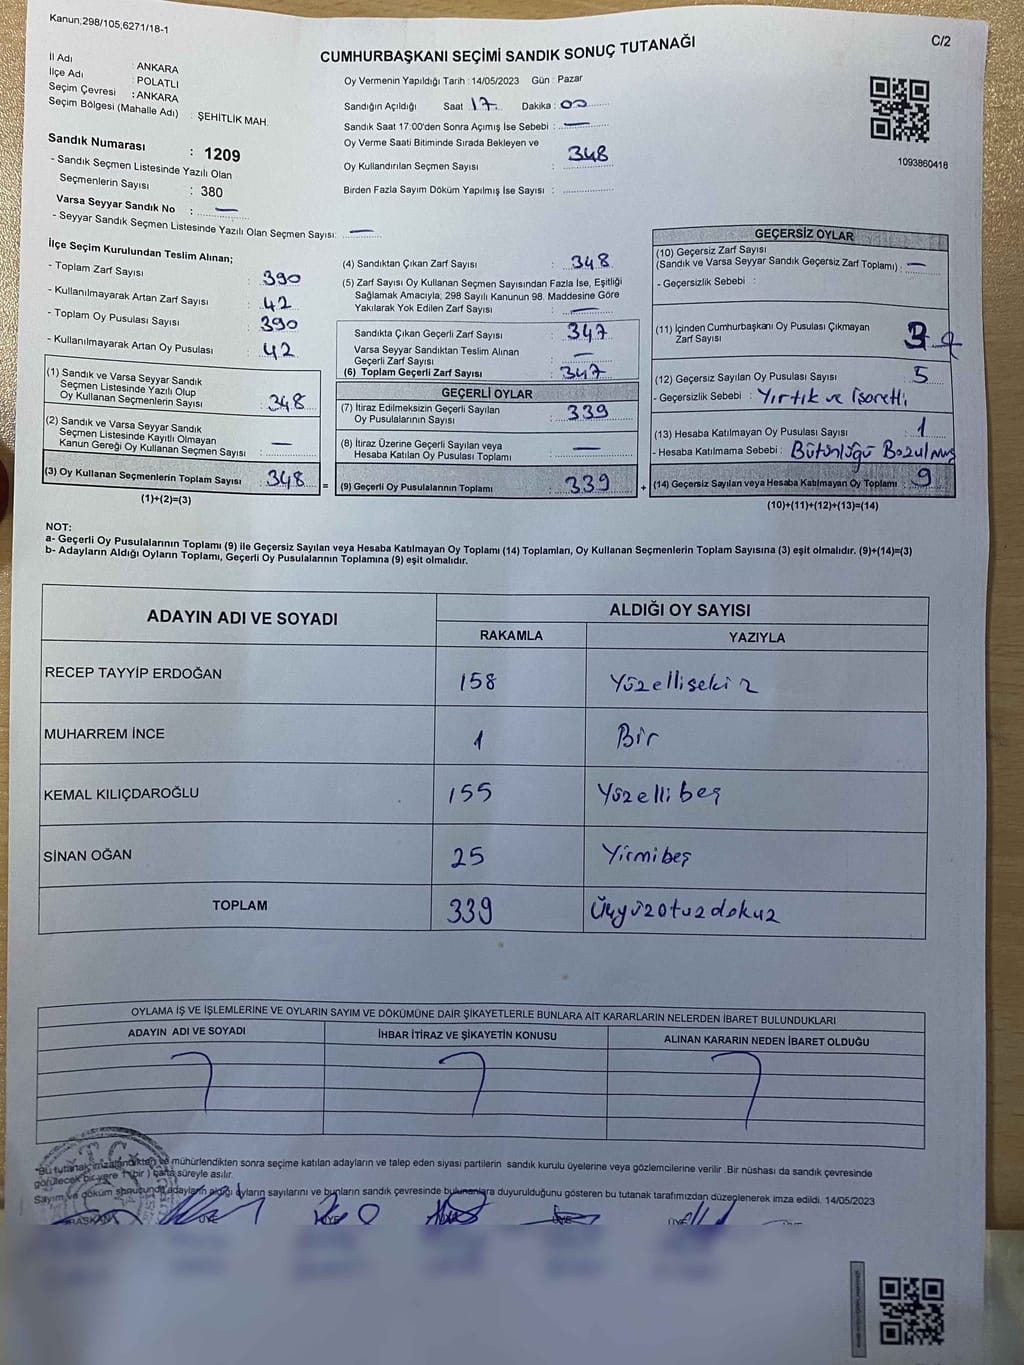 Kanun;298/105,6271/18-1
C/2
CUMHURBAŞKANI SEÇİMİ SANDIK SONUÇ TUTANAĞI
İl Adı : ANKARA
İlçe Adı : POLATLI
Seçim Çevresi : ANKARA
Seçim Bölgesi (Mahalle Adı) : ŞEHİTLİK MAH.
Oy Vermenin Yapıldığı Tarih : 14/05/2023 Gün : Pazar
Sandığın Açıldığı Saat 17 Dakika : 00
Sandık Saat 17:00'den Sonra Açımış İse Sebebi : —
Oy Verme Saati Bitiminde Sırada Bekleyen ve
Oy Kullandırılan Seçmen Sayısı : 348
Birden Fazla Sayım Döküm Yapılmış İse Sayısı :
1093860418
Sandık Numarası : 1209
- Sandık Seçmen Listesinde Yazılı Olan
Seçmenlerin Sayısı : 380
Varsa Seyyar Sandık No : —
- Seyyar Sandık Seçmen Listesinde Yazılı Olan Seçmen Sayısı: —
İlçe Seçim Kurulundan Teslim Alınan;
- Toplam Zarf Sayısı : 390
- Kullanılmayarak Artan Zarf Sayısı : 42
- Toplam Oy Pusulası Sayısı : 390
- Kullanılmayarak Artan Oy Pusulası : 42
(1) Sandık ve Varsa Seyyar Sandık
Seçmen Listesinde Yazılı Olup
Oy Kullanan Seçmenlerin Sayısı : 348
(2) Sandık ve Varsa Seyyar Sandık
Seçmen Listesinde Kayıtlı Olmayan
Kanun Gereği Oy Kullanan Seçmen Sayısı : —
(3) Oy Kullanan Seçmenlerin Toplam Sayısı : 348 =
(1)+(2)=(3)
(4) Sandıktan Çıkan Zarf Sayısı : 348
(5) Zarf Sayısı Oy Kullanan Seçmen Sayısından Fazla İse, Eşitliği
Sağlamak Amacıyla; 298 Sayılı Kanunun 98. Maddesine Göre
Yakılarak Yok Edilen Zarf Sayısı : —
Sandıkta Çıkan Geçerli Zarf Sayısı : 347
Varsa Seyyar Sandıktan Teslim Alınan
Geçerli Zarf Sayısı : —
(6) Toplam Geçerli Zarf Sayısı : 347
GEÇERLİ OYLAR
(7) İtiraz Edilmeksizin Geçerli Sayılan
Oy Pusulalarının Sayısı : 339
(8) İtiraz Üzerine Geçerli Sayılan veya
Hesaba Katılan Oy Pusulası Toplamı : —
(9) Geçerli Oy Pusulalarının Toplamı : 339 +
GEÇERSİZ OYLAR
(10) Geçersiz Zarf Sayısı
(Sandık ve Varsa Seyyar Sandık Geçersiz Zarf Toplamı) : —
- Geçersizlik Sebebi :
(11) İçinden Cumhurbaşkanı Oy Pusulası Çıkmayan
Zarf Sayısı : 3
(12) Geçersiz Sayılan Oy Pusulası Sayısı : 5
- Geçersizlik Sebebi : Yırtık ve İşaretli
(13) Hesaba Katılmayan Oy Pusulası Sayısı : 1
- Hesaba Katılmama Sebebi : Bütünlüğü Bozulmuş
(14) Geçersiz Sayılan veya Hesaba Katılmayan Oy Toplamı : 9
(10)+(11)+(12)+(13)=(14)
NOT:
a- Geçerli Oy Pusulalarının Toplamı (9) ile Geçersiz Sayılan veya Hesaba Katılmayan Oy Toplamı (14) Toplamları, Oy Kullanan Seçmenlerin Toplam Sayısına (3) eşit olmalıdır. (9)+(14)=(3)
b- Adayların Aldığı Oyların Toplamı, Geçerli Oy Pusulalarının Toplamına (9) eşit olmalıdır.
ADAYIN ADI VE SOYADI
ALDIĞI OY SAYISI
RAKAMLA YAZIYLA
RECEP TAYYİP ERDOĞAN 158 Yüzellisekiz
MUHARREM İNCE 1 Bir
KEMAL KILIÇDAROĞLU 155 Yüzellibeş
SİNAN OĞAN 25 Yirmibeş
TOPLAM 339 Üçyüzotuzdokuz
OYLAMA İŞ VE İŞLEMLERİNE VE OYLARIN SAYIM VE DÖKÜMÜNE DAİR ŞİKAYETLERLE BUNLARA AİT KARARLARIN NELERDEN İBARET BULUNDUKLARI
ADAYIN ADI VE SOYADI İHBAR İTİRAZ VE ŞİKAYETİN KONUSU ALINAN KARARIN NEDEN İBARET OLDUĞU
"Bu tutanak imzalandıktan ve mühürlendikten sonra seçime katılan adayların ve talep eden siyasi partilerin sandık kurulu üyelerine veya gözlemcilerine verilir. Bir nüshası da sandık çevresinde
görülecek bir yere 1 (bir) hafta süreyle asılır.
Sayım ve döküm sonucunda adayların aldığı oyların sayılarını ve bunların sandık çevresinde bulunanlara duyurulduğunu gösteren bu tutanak tarafımızdan düzenlenerek imza edildi. 14/05/2023
BAŞKAN ÜYE ÜYE ÜYE ÜYE